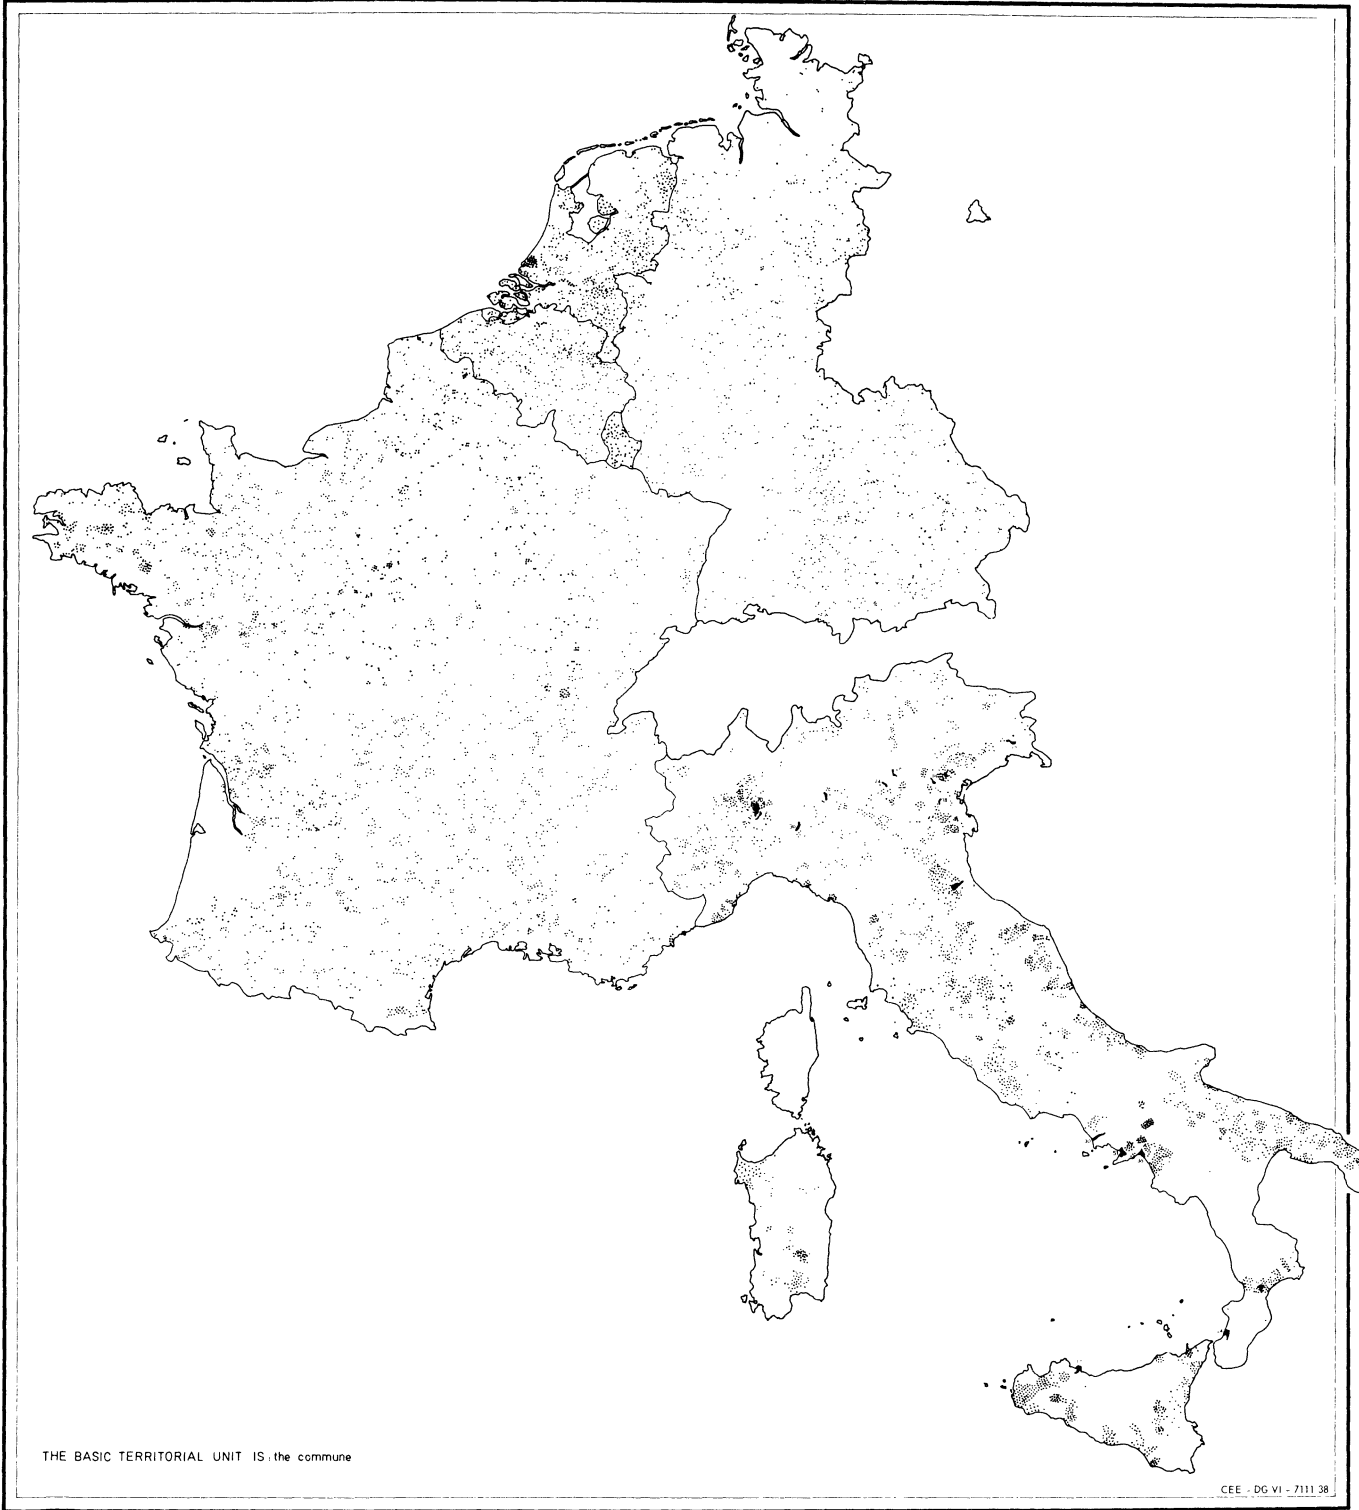 THE BASIC TERRITORIAL UNIT IS : the commune
CEE - DG VI - 7111 38